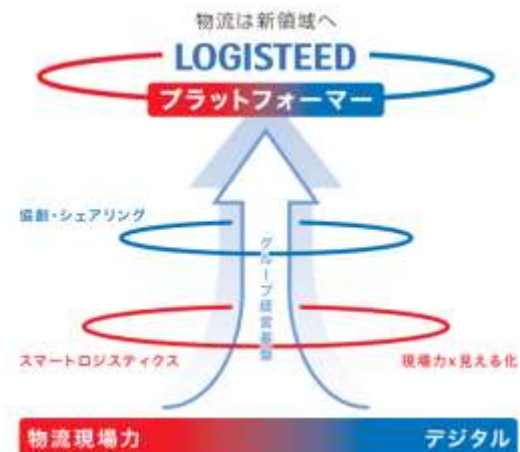 物流は新領域へ
LOGISTEED
プラットフォーマー
協創・シェアリング
グループ経営基盤
スマートロジスティクス
現場力x見える化
物流現場力
デジタル